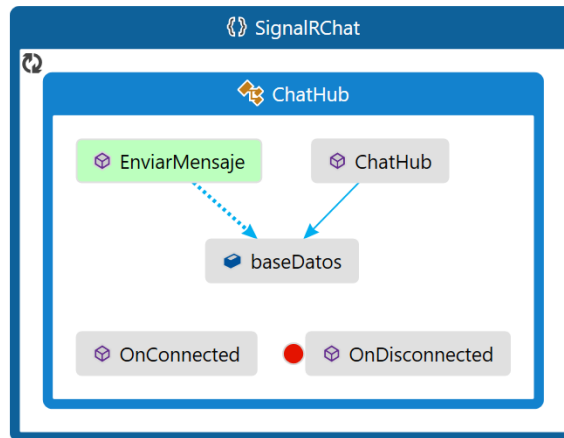 SignalRChat
ChatHub
EnviarMensaje
ChatHub
baseDatos
OnConnected
OnDisconnected